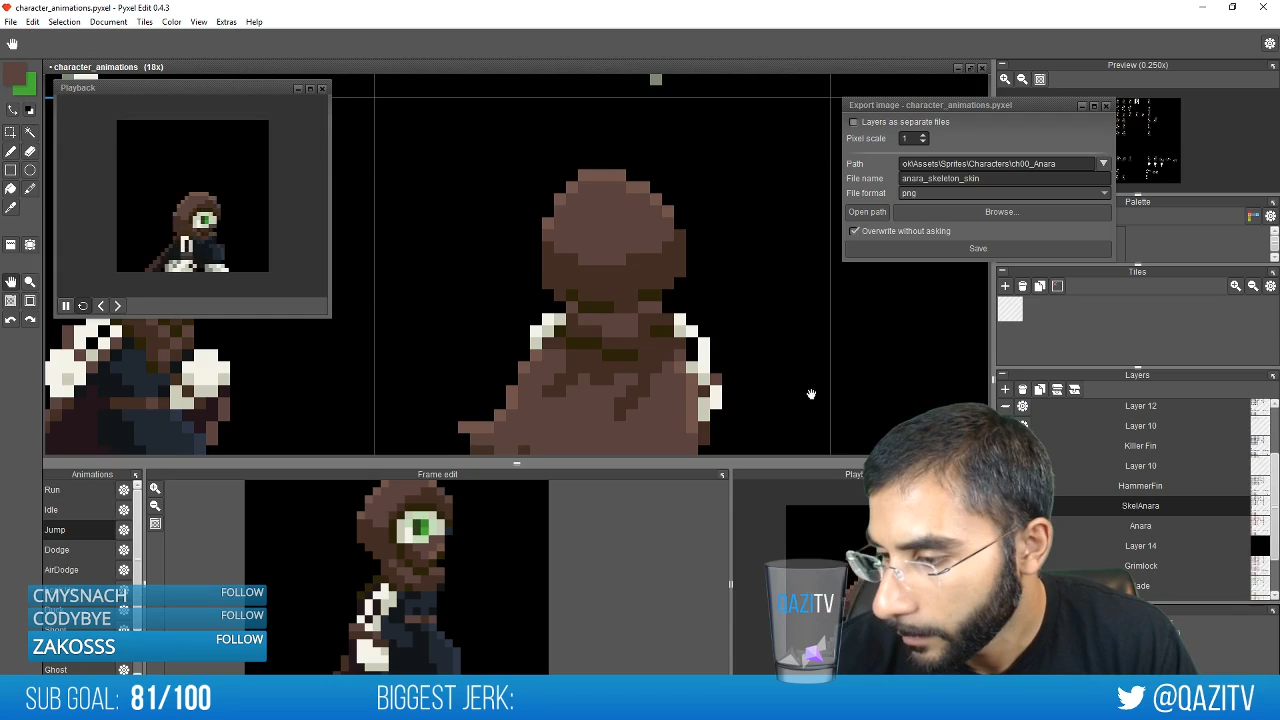 character_animations.pyxel - Pyxel Edit 0.4.3
File Edit Selection Document Tiles Color View Extras Help
character_animations (18x)
Playback
Export image - character_animations.pyxel
Layers as separate files
Pixel scale 1
Path ok\Assets\Sprites\Characters\ch00_Anara
File name anara_skeleton_skin
File format png
Open path Browse...
Overwrite without asking
Save
Preview (0.250x)
Palette
Tiles
Layers
Layer 12
Layer 10
Killer Fin
Layer 10
HammerFin
SkelAnara
Anara
Layer 14
Grimlock
Animations
Run
Idle
Jump
Dodge
AirDodge
Ghost
Frame edit
CMYSNACH FOLLOW
CODYBYE FOLLOW
ZAKOSSS FOLLOW
QAZITV
SUB GOAL: 81/100 BIGGEST JERK: @QAZITV